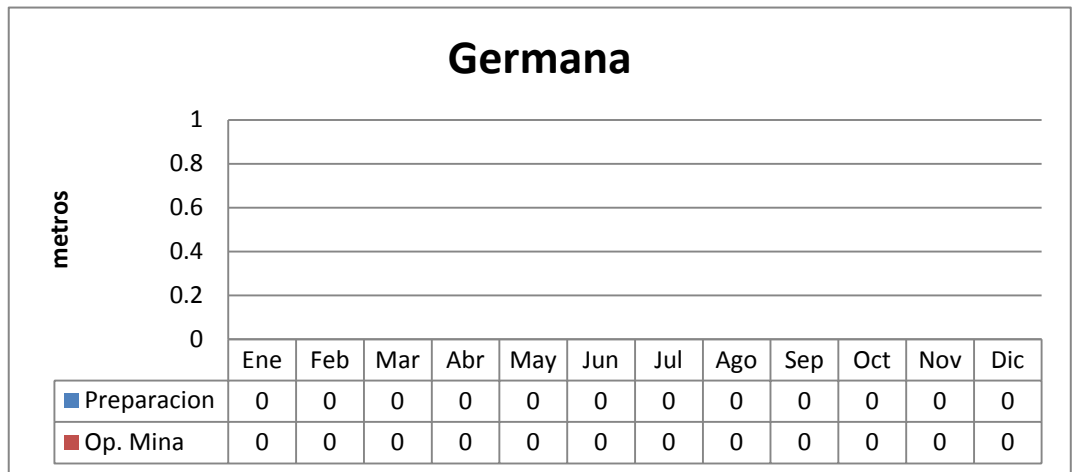 Germana
metros
1
0.8
0.6
0.4
0.2
0
Ene Feb Mar Abr May Jun Jul Ago Sep Oct Nov Dic
Preparacion 0 0 0 0 0 0 0 0 0 0 0 0
Op. Mina 0 0 0 0 0 0 0 0 0 0 0 0